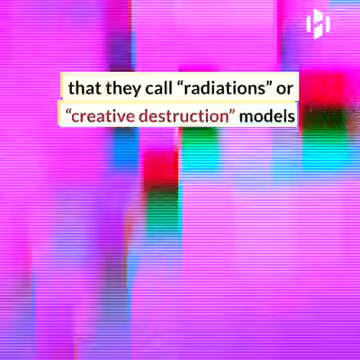 that they call “radiations” or
“creative destruction” models